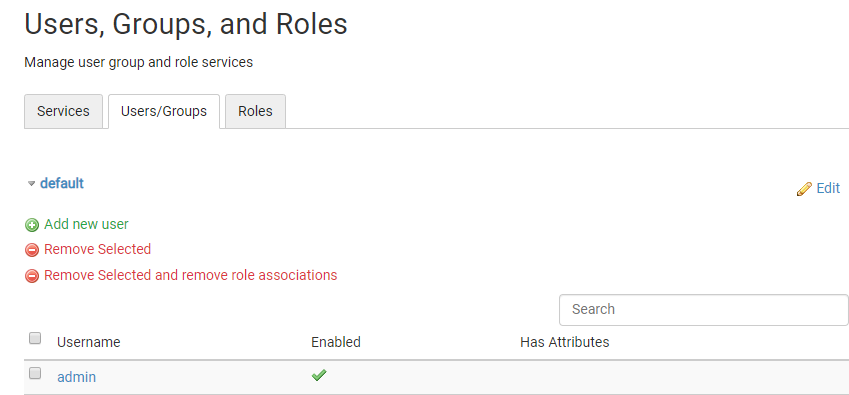 Users, Groups, and Roles
Manage user group and role services
Services Users/Groups Roles
default
Edit
Add new user
Remove Selected
Remove Selected and remove role associations
Search
Username Enabled Has Attributes
admin